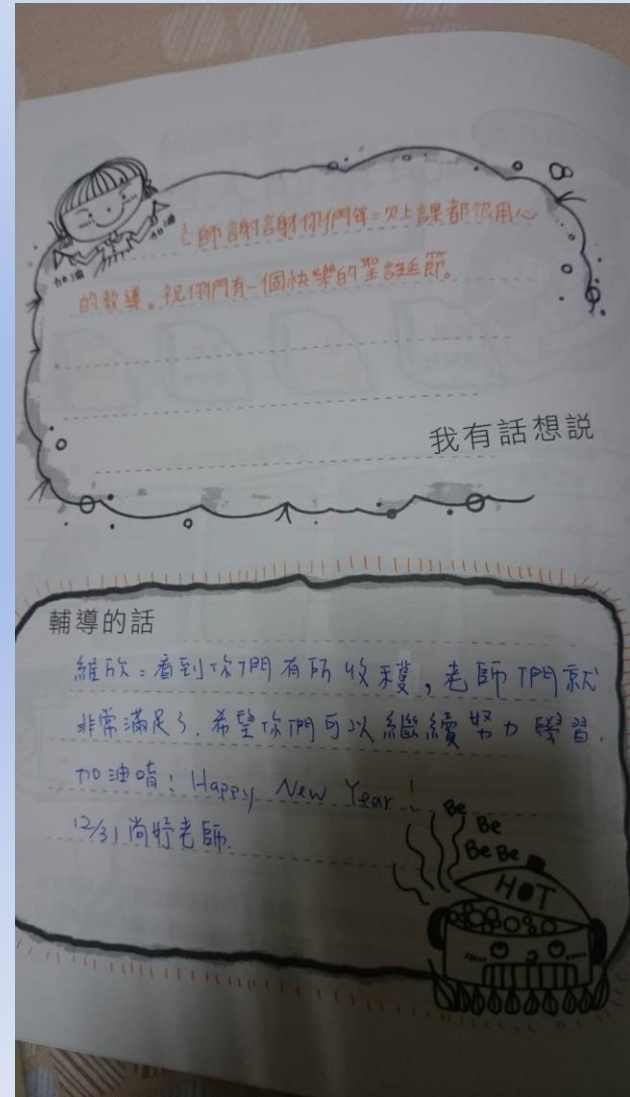 老師謝謝你們每一次上課都很用心
的教導。祝你們有一個快樂的聖誕節。
加油
加油
我有話想説
輔導的話
維欣:看到你們有所收穫,老師們就
非常滿足了.希望你們可以繼續努力學習.
加油唷!Happy New Year!
12/31 尚婷老師.
Be
Be
Be Be
HOT